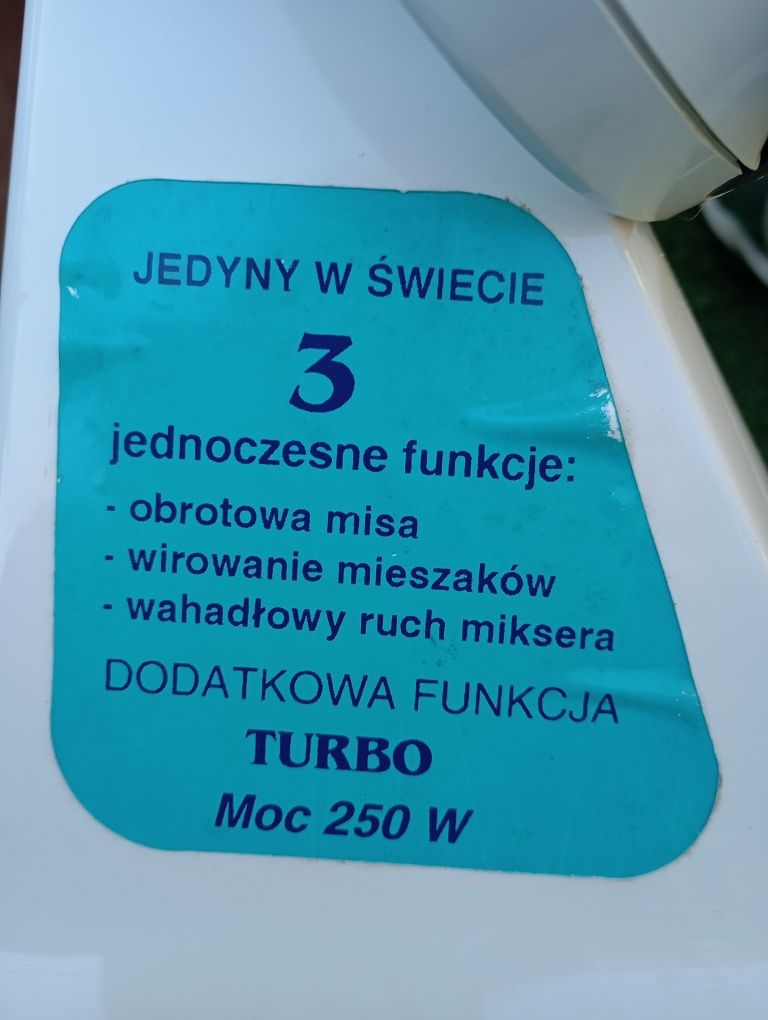 JEDYNY W ŚWIECIE
3
jednoczesne funkcje:
- obrotowa misa
- wirowanie mieszaków
- wahadłowy ruch miksera
DODATKOWA FUNKCJA
TURBO
Moc 250 W